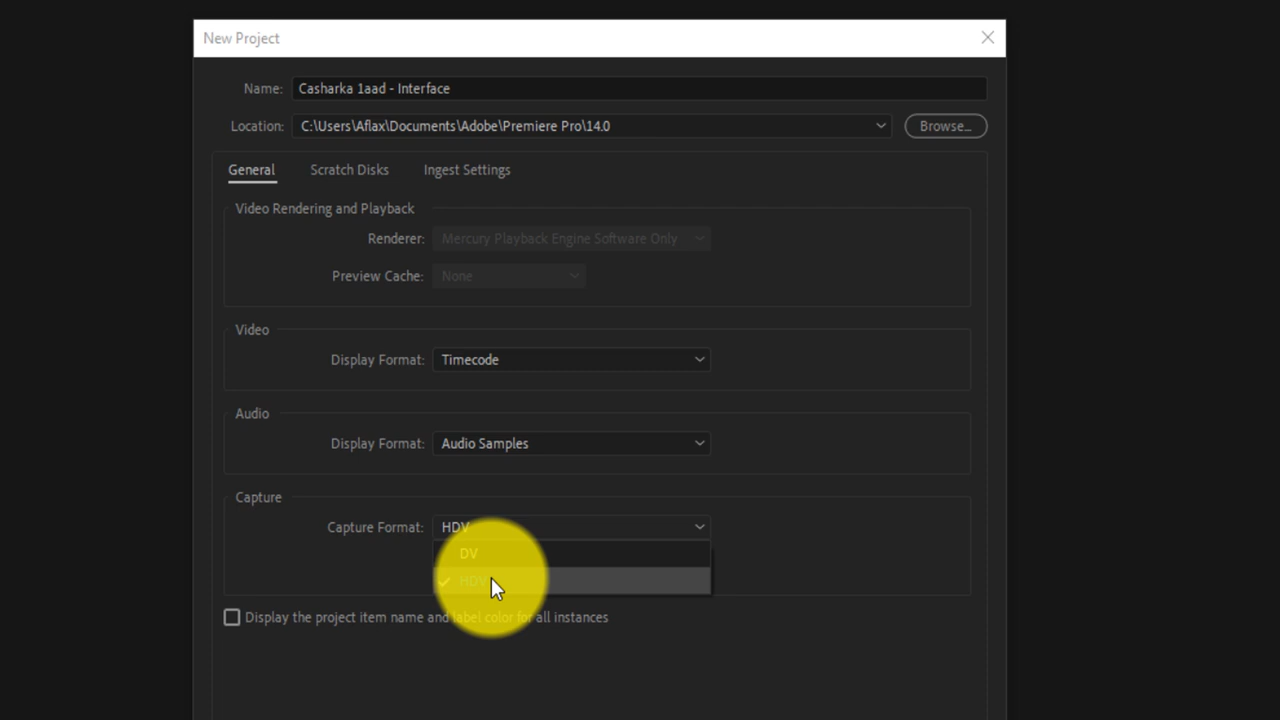 New Project
Name: Casharka 1aad - Interface
Location: C:\Users\Aflax\Documents\Adobe\Premiere Pro\14.0 Browse...
General Scratch Disks Ingest Settings
Video Rendering and Playback
Renderer: Mercury Playback Engine Software Only
Preview Cache: None
Video
Display Format: Timecode
Audio
Display Format: Audio Samples
Capture
Capture Format: HDV
DV
HDV
Display the project item name and label color for all instances